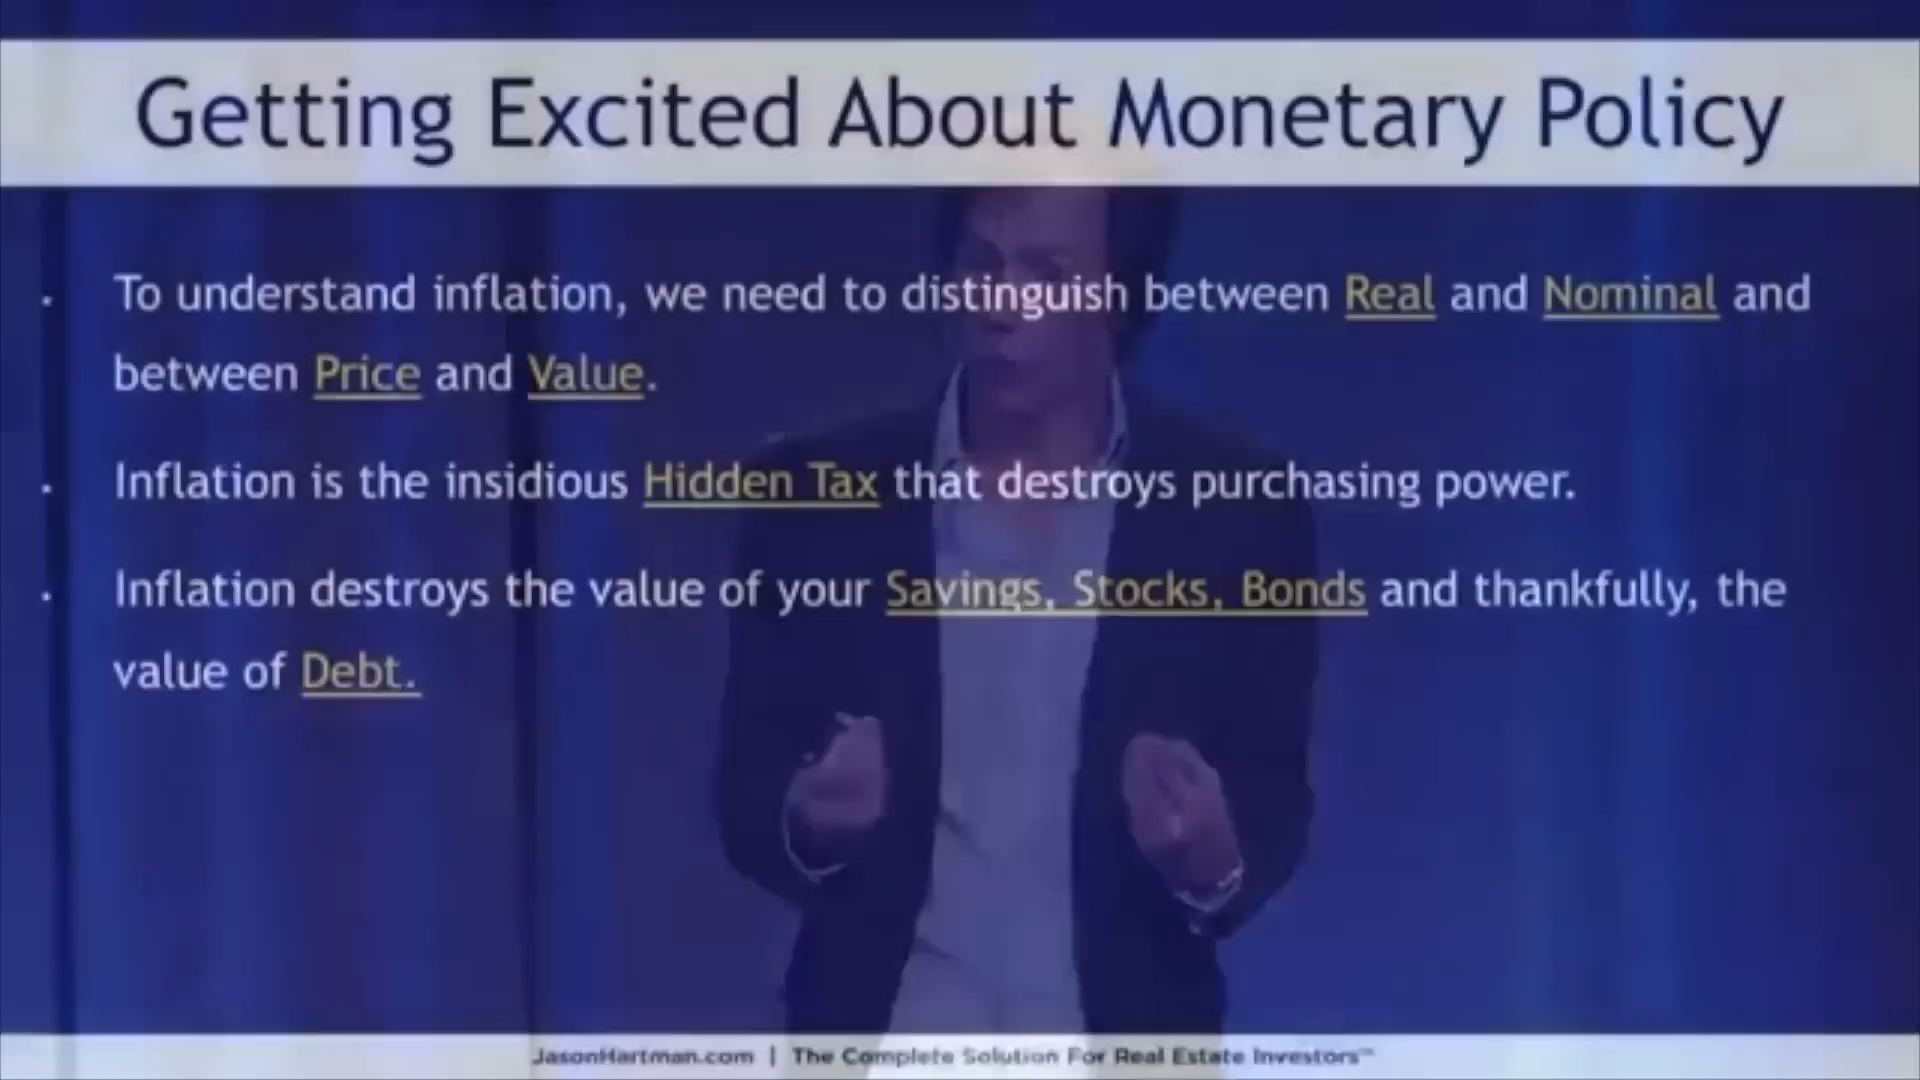 Getting Excited About Monetary Policy
To understand inflation, we need to distinguish between Real and Nominal and
between Price and Value.
Inflation is the insidious Hidden Tax that destroys purchasing power.
Inflation destroys the value of your Savings, Stocks, Bonds and thankfully, the
value of Debt.
JasonHartman.com | The Complete Solution For Real Estate Investors™